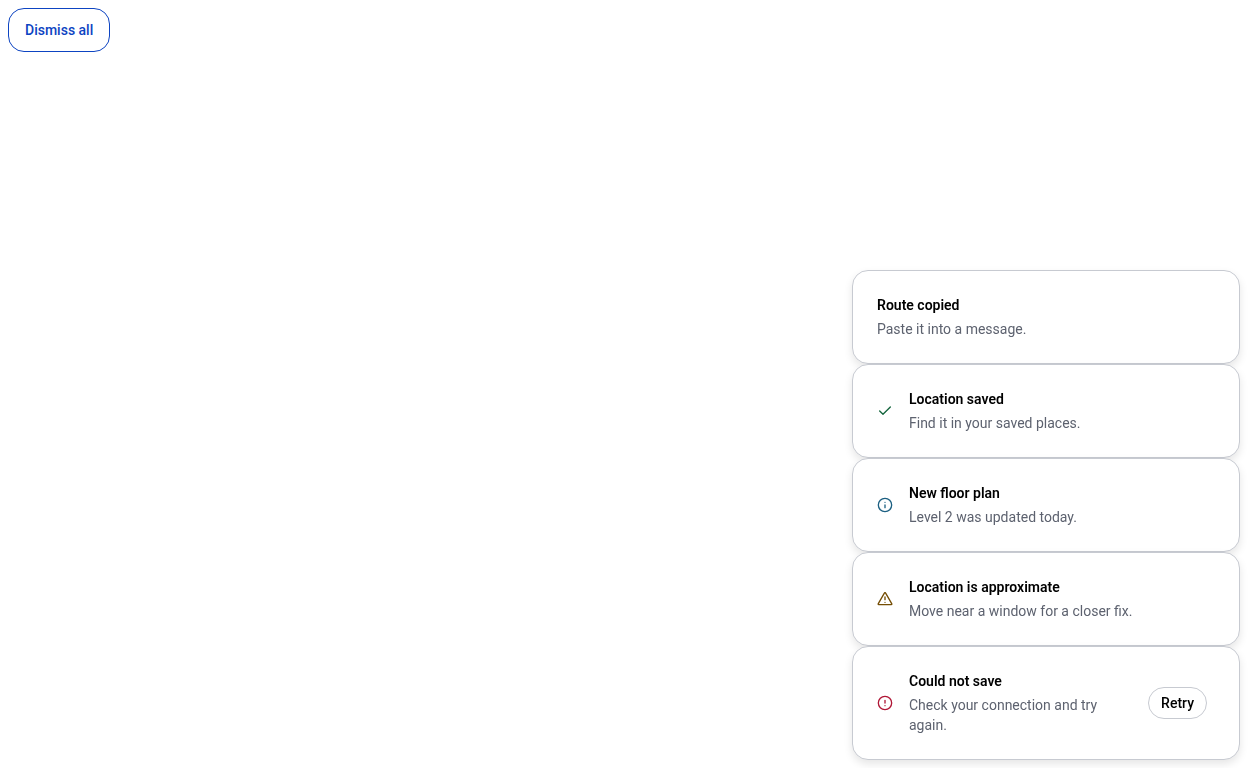 Dismiss all
Route copied
Paste it into a message.
Location saved
Find it in your saved places.
New floor plan
Level 2 was updated today.
Location is approximate
Move near a window for a closer fix.
Could not save
Check your connection and try
again.
Retry